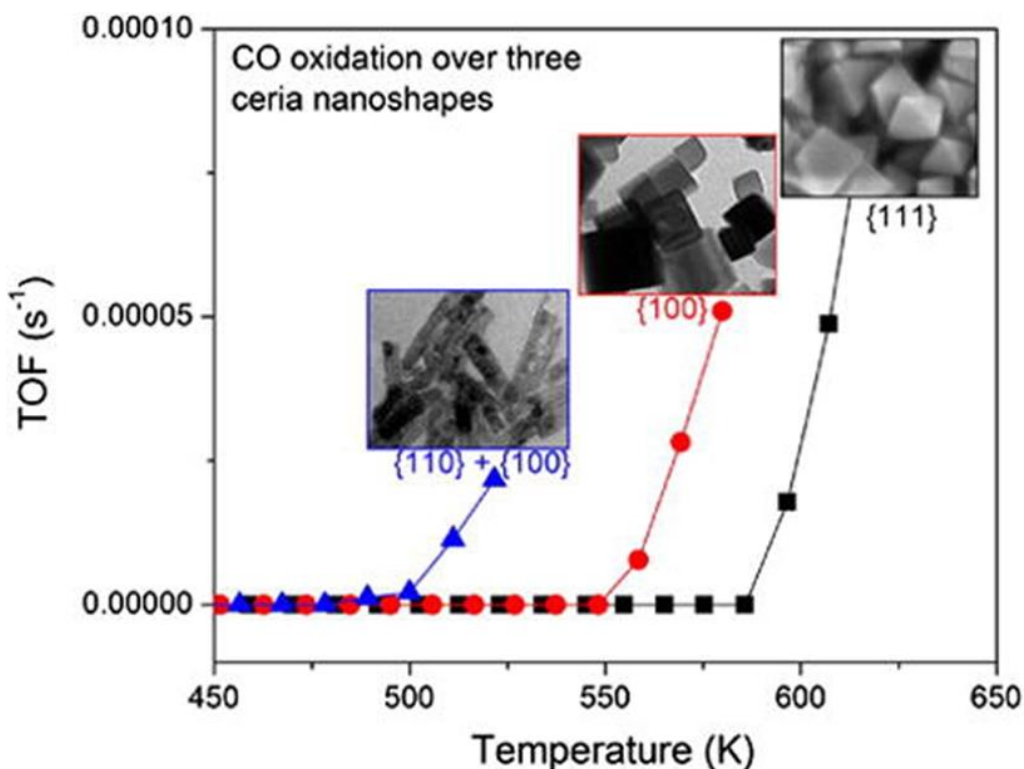 CO oxidation over three
ceria nanoshapes
0.00010
0.00005
0.00000
TOF (s⁻¹)
{111}
{100}
{110} + {100}
450
500
550
600
650
Temperature (K)